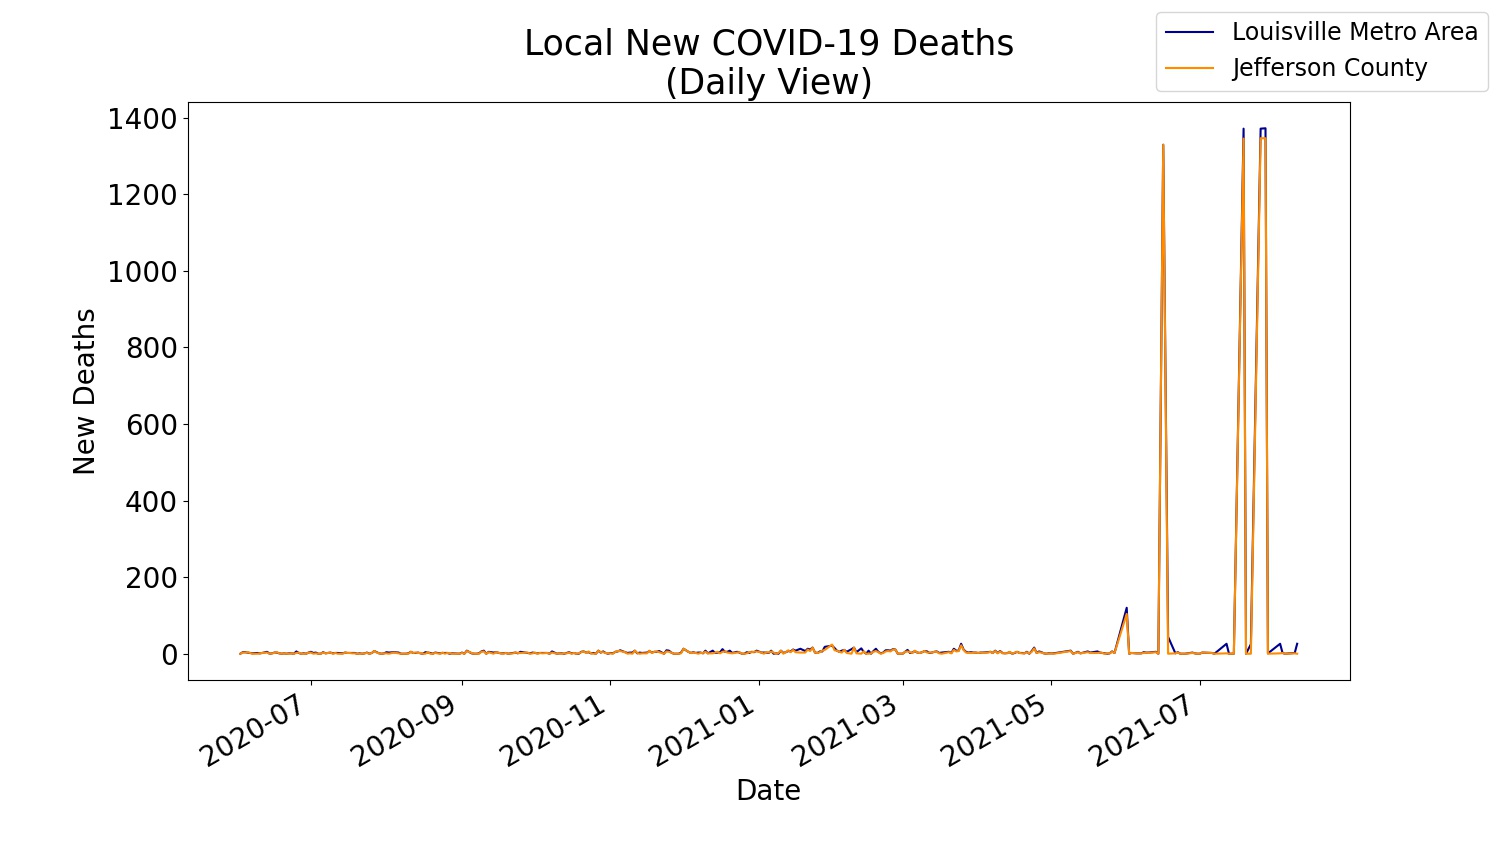 Local New COVID-19 Deaths
(Daily View)
Louisville Metro Area
Jefferson County
1400
1200
1000
800
600
400
200
0
New Deaths
2020-07
2020-09
2020-11
2021-01
2021-03
2021-05
2021-07
Date